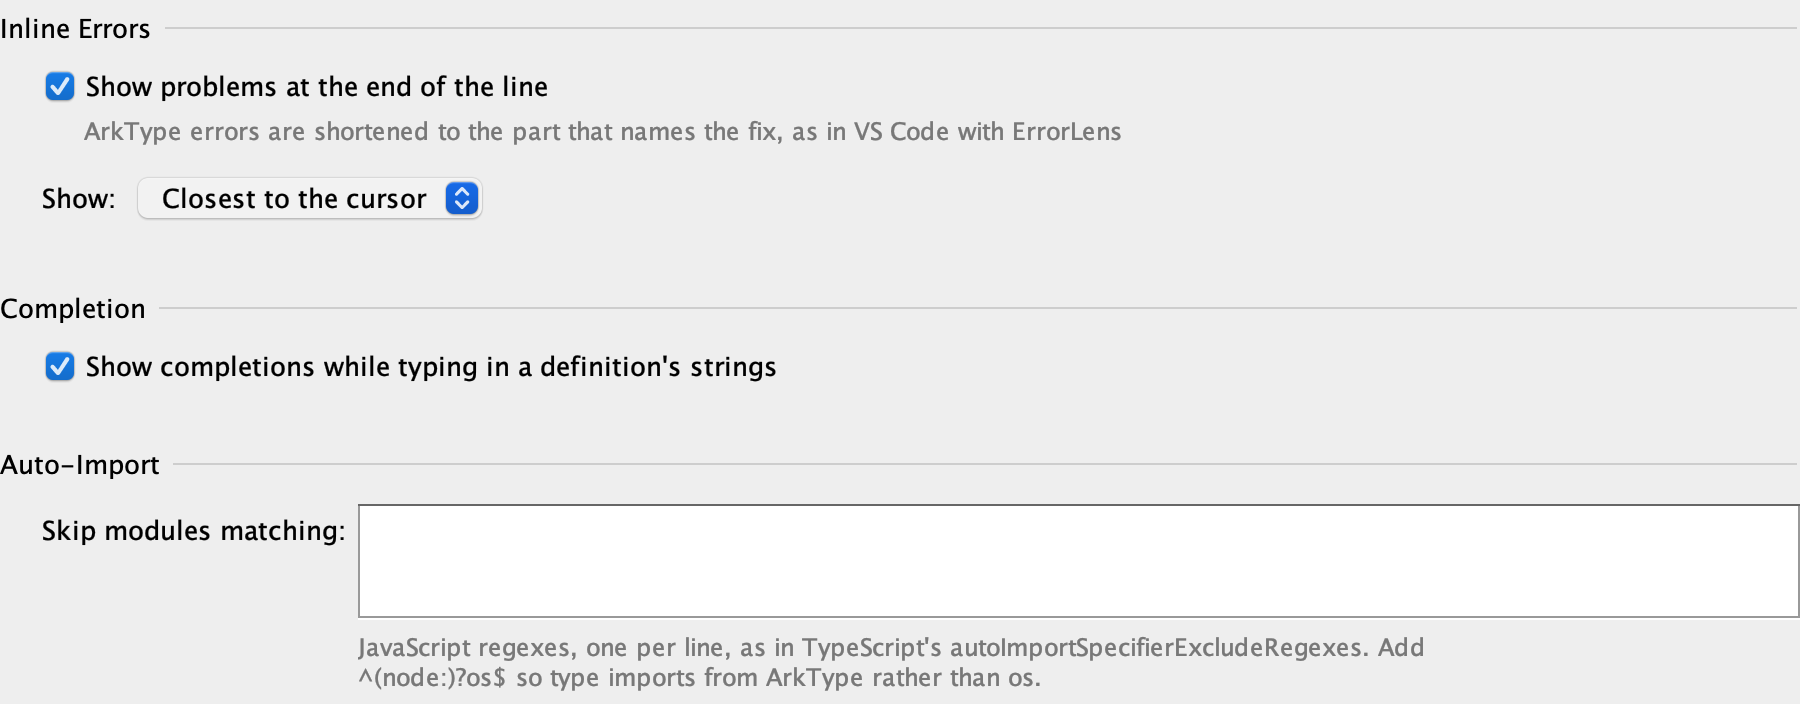 Inline Errors
Show problems at the end of the line
ArkType errors are shortened to the part that names the fix, as in VS Code with ErrorLens
Show: Closest to the cursor
Completion
Show completions while typing in a definition's strings
Auto-Import
Skip modules matching:
JavaScript regexes, one per line, as in TypeScript's autoImportSpecifierExcludeRegexes. Add
^(node:)?os$ so type imports from ArkType rather than os.